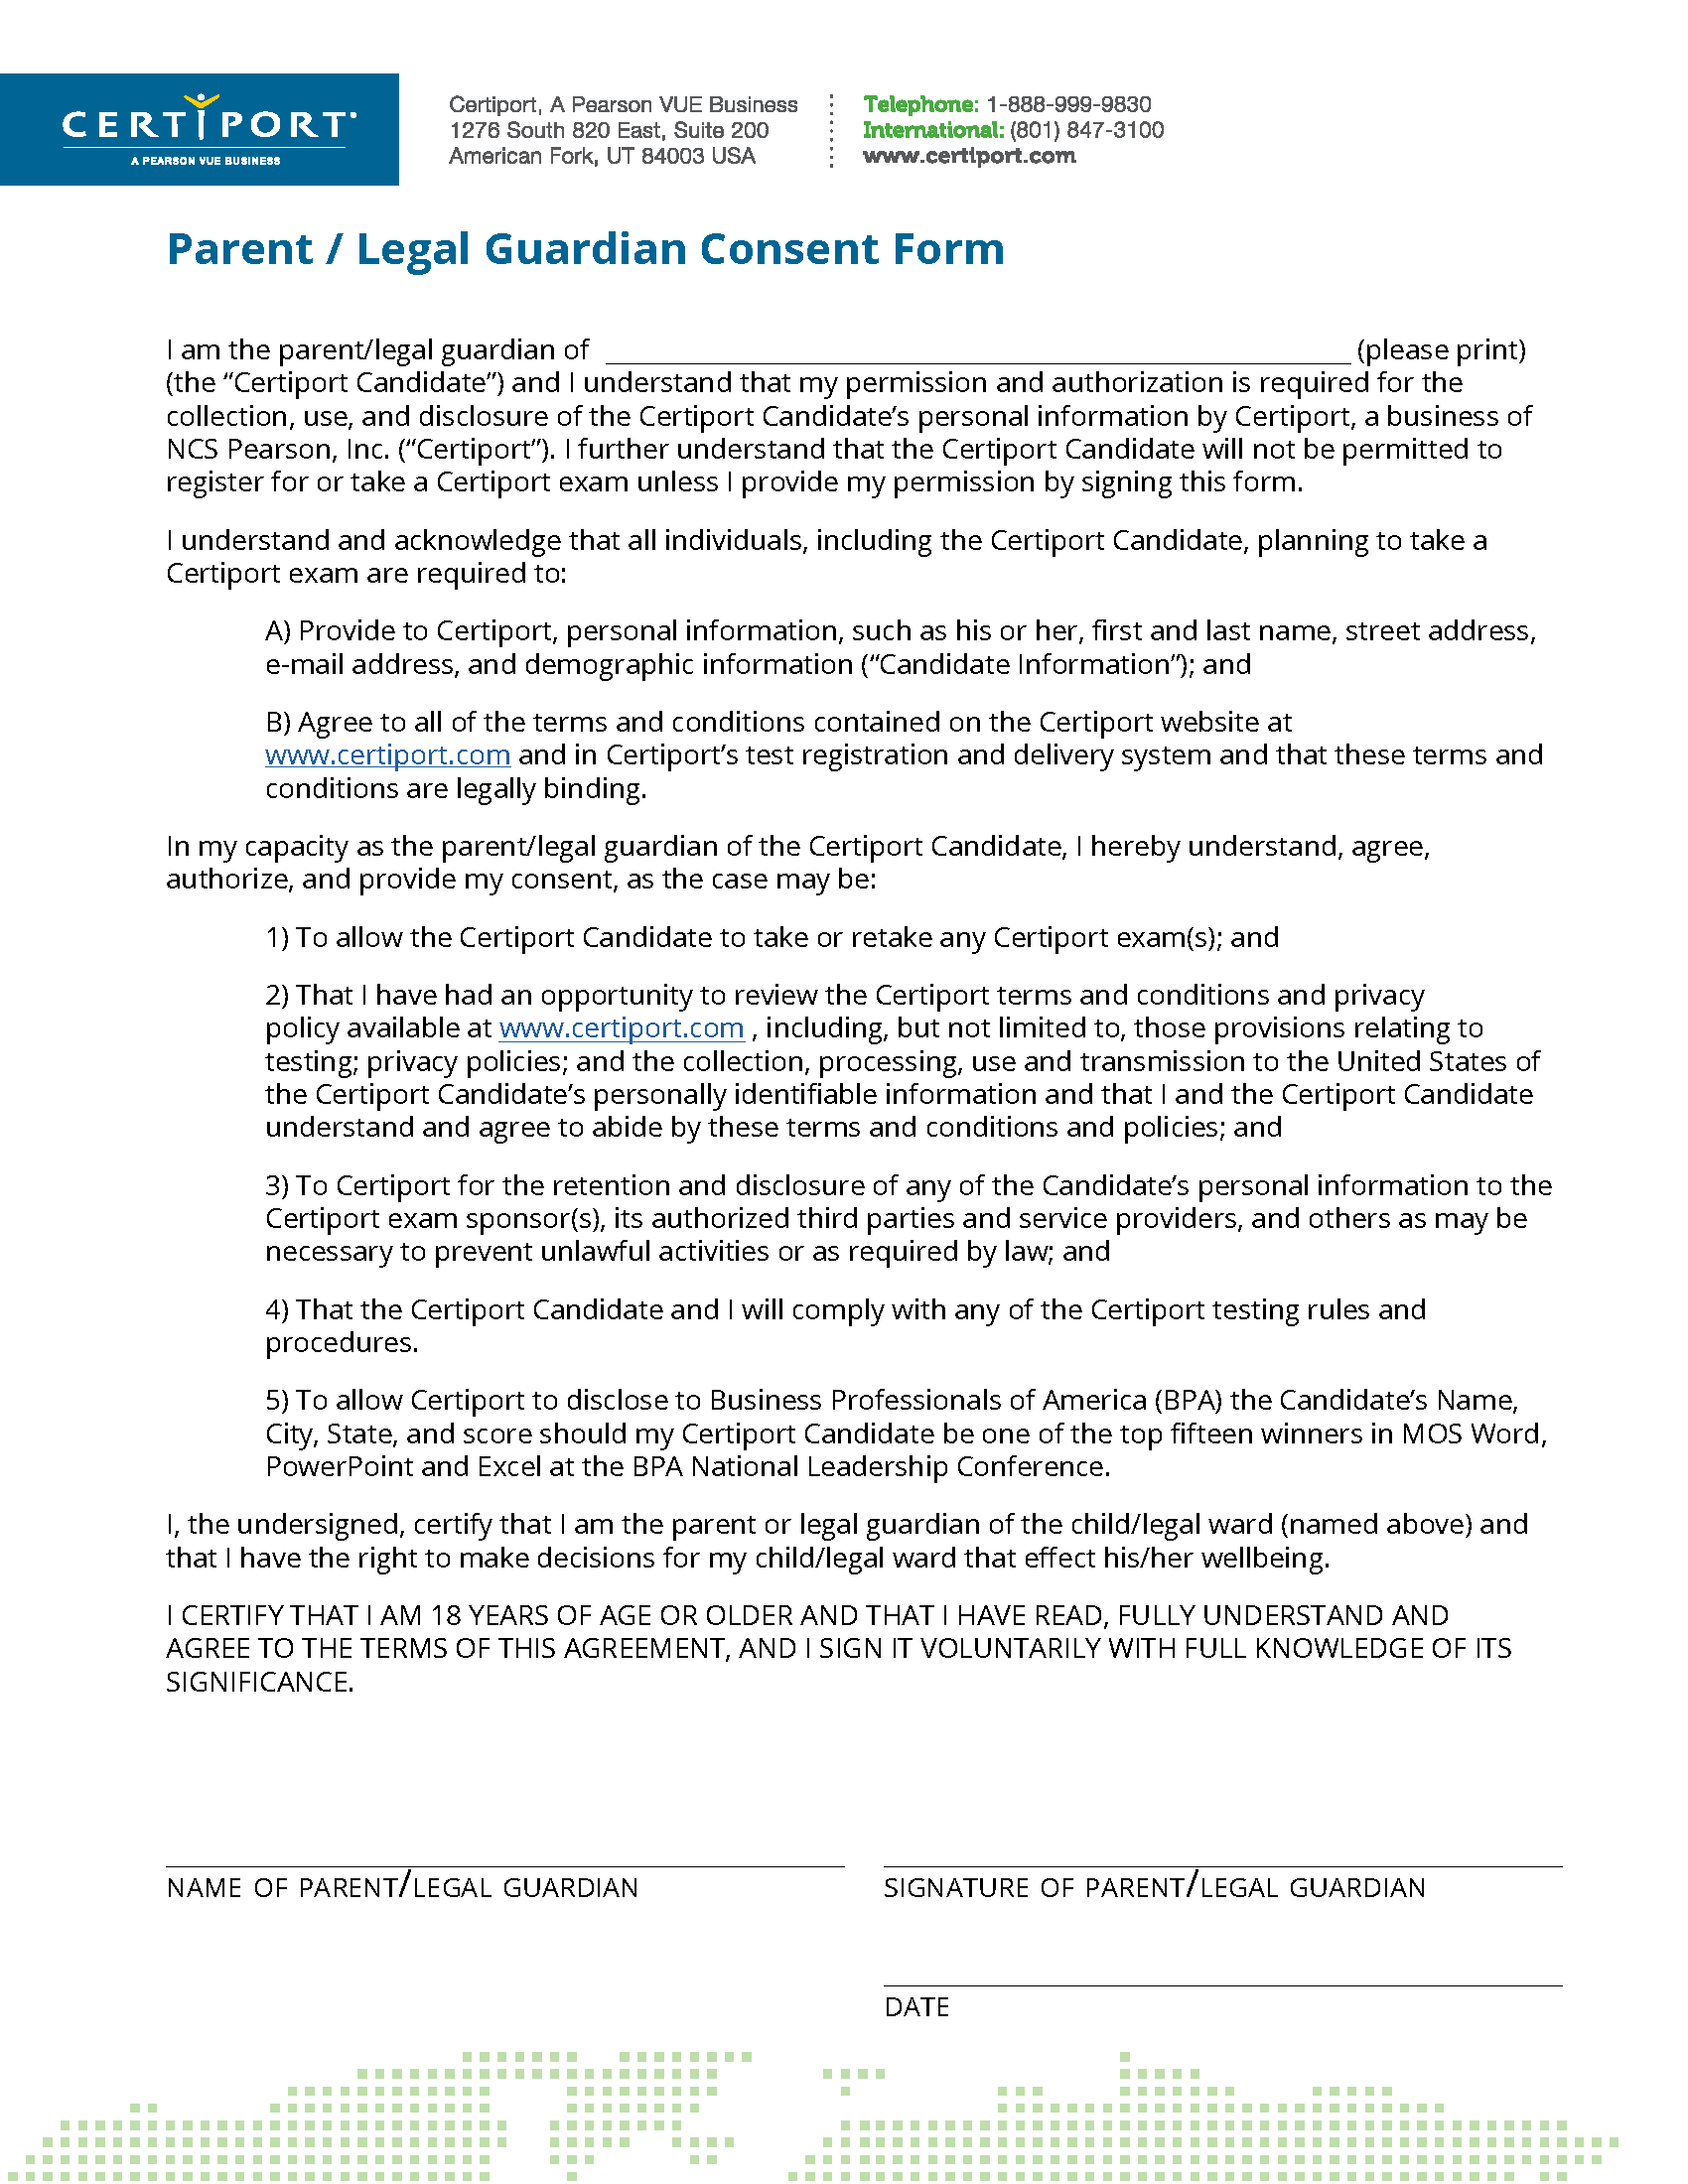 CERTIPORT
A PEARSON VUE BUSINESS
Certiport, A Pearson VUE Business
1276 South 820 East, Suite 200
American Fork, UT 84003 USA
Telephone: 1-888-999-9830
International: (801) 847-3100
www.certiport.com
Parent / Legal Guardian Consent Form
I am the parent/legal guardian of ______________________________ (please print)
(the “Certiport Candidate”) and I understand that my permission and authorization is required for the
collection, use, and disclosure of the Certiport Candidate’s personal information by Certiport, a business of
NCS Pearson, Inc. (“Certiport”). I further understand that the Certiport Candidate will not be permitted to
register for or take a Certiport exam unless I provide my permission by signing this form.
I understand and acknowledge that all individuals, including the Certiport Candidate, planning to take a
Certiport exam are required to:
A) Provide to Certiport, personal information, such as his or her, first and last name, street address,
e-mail address, and demographic information (“Candidate Information”); and
B) Agree to all of the terms and conditions contained on the Certiport website at
www.certiport.com and in Certiport’s test registration and delivery system and that these terms and
conditions are legally binding.
In my capacity as the parent/legal guardian of the Certiport Candidate, I hereby understand, agree,
authorize, and provide my consent, as the case may be:
1) To allow the Certiport Candidate to take or retake any Certiport exam(s); and
2) That I have had an opportunity to review the Certiport terms and conditions and privacy
policy available at www.certiport.com , including, but not limited to, those provisions relating to
testing; privacy policies; and the collection, processing, use and transmission to the United States of
the Certiport Candidate’s personally identifiable information and that I and the Certiport Candidate
understand and agree to abide by these terms and conditions and policies; and
3) To Certiport for the retention and disclosure of any of the Candidate’s personal information to the
Certiport exam sponsor(s), its authorized third parties and service providers, and others as may be
necessary to prevent unlawful activities or as required by law; and
4) That the Certiport Candidate and I will comply with any of the Certiport testing rules and
procedures.
5) To allow Certiport to disclose to Business Professionals of America (BPA) the Candidate’s Name,
City, State, and score should my Certiport Candidate be one of the top fifteen winners in MOS Word,
PowerPoint and Excel at the BPA National Leadership Conference.
I, the undersigned, certify that I am the parent or legal guardian of the child/legal ward (named above) and
that I have the right to make decisions for my child/legal ward that effect his/her wellbeing.
I CERTIFY THAT I AM 18 YEARS OF AGE OR OLDER AND THAT I HAVE READ, FULLY UNDERSTAND AND
AGREE TO THE TERMS OF THIS AGREEMENT, AND I SIGN IT VOLUNTARILY WITH FULL KNOWLEDGE OF ITS
SIGNIFICANCE.
NAME OF PARENT/LEGAL GUARDIAN
SIGNATURE OF PARENT/LEGAL GUARDIAN
DATE